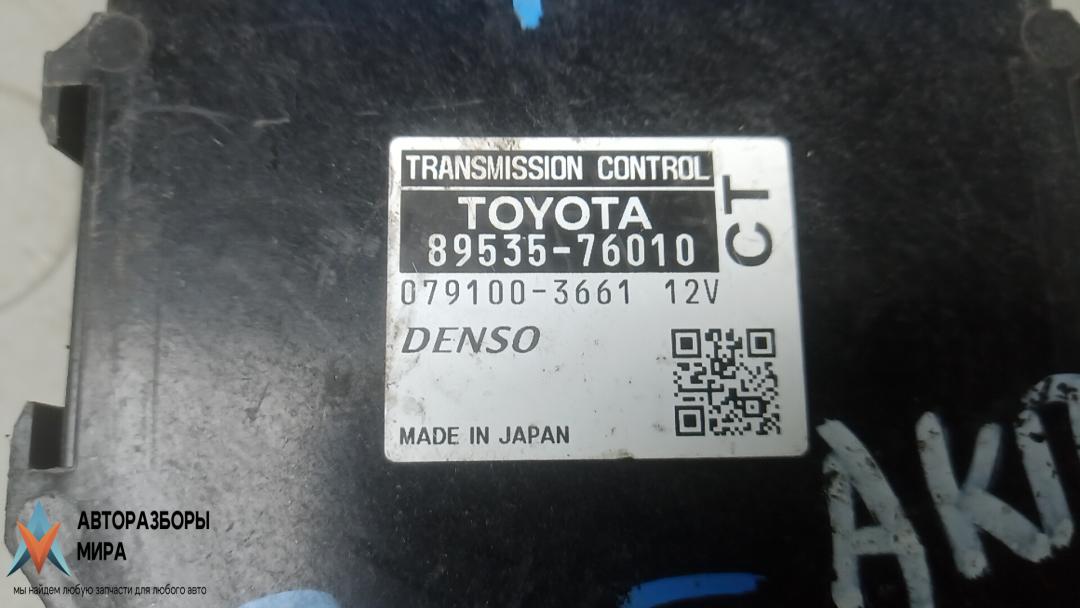 TRANSMISSION CONTROL
TOYOTA
89535-76010
CT
079100-3661 12V
DENSO
MADE IN JAPAN
АВТОРАЗБОРЫ
МИРА
мы найдем любую запчасти для любого авто